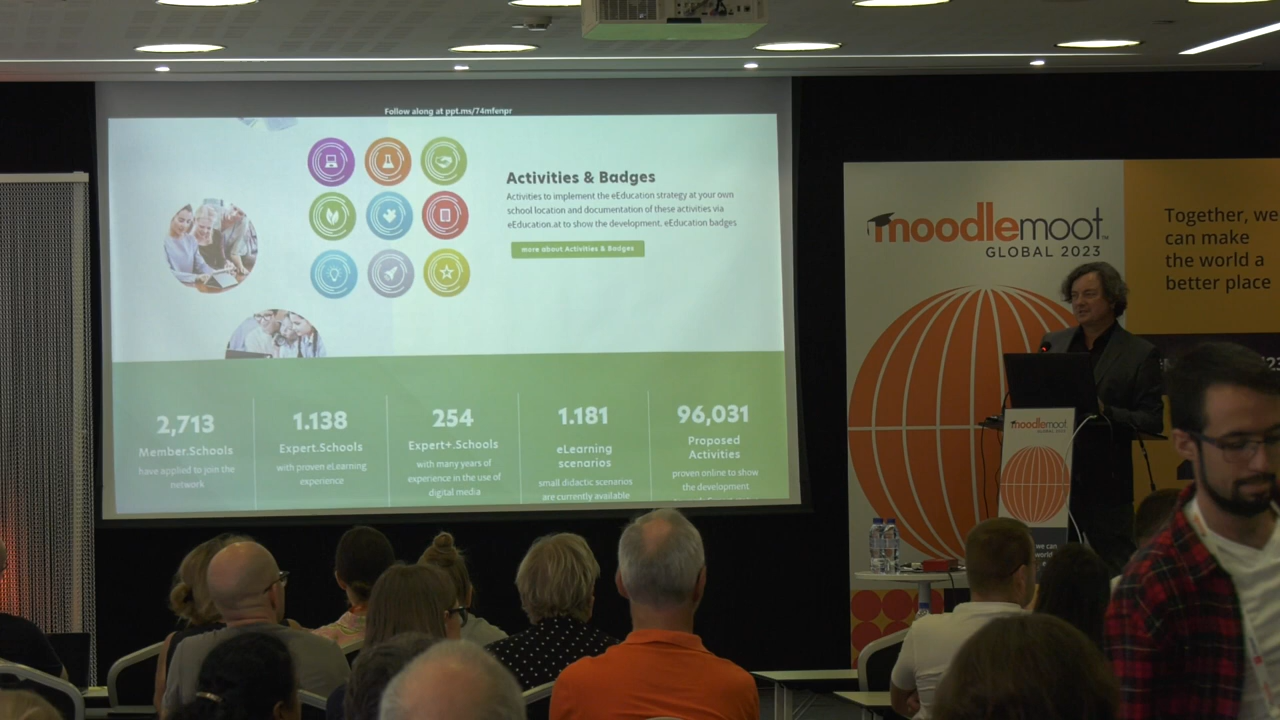 Follow along at ppt.ms/74mfenpr
Activities & Badges
Activities to implement the eEducation strategy at your own
school location and documentation of these activities via
eEducation.at to show the development, eEducation badges
more about Activities & Badges
2,713
Member.Schools
have applied to join the
network
1.138
Expert.Schools
with proven eLearning
experience
254
Expert+.Schools
with many years of
experience in the use of
digital media
1.181
eLearning
scenarios
small didactic scenarios
are currently available
96,031
Proposed
Activities
proven online to show
the development
moodlemoot
GLOBAL 2023
Together, we
can make
the world a
better place
moodlemoot
GLOBAL 2023
we can